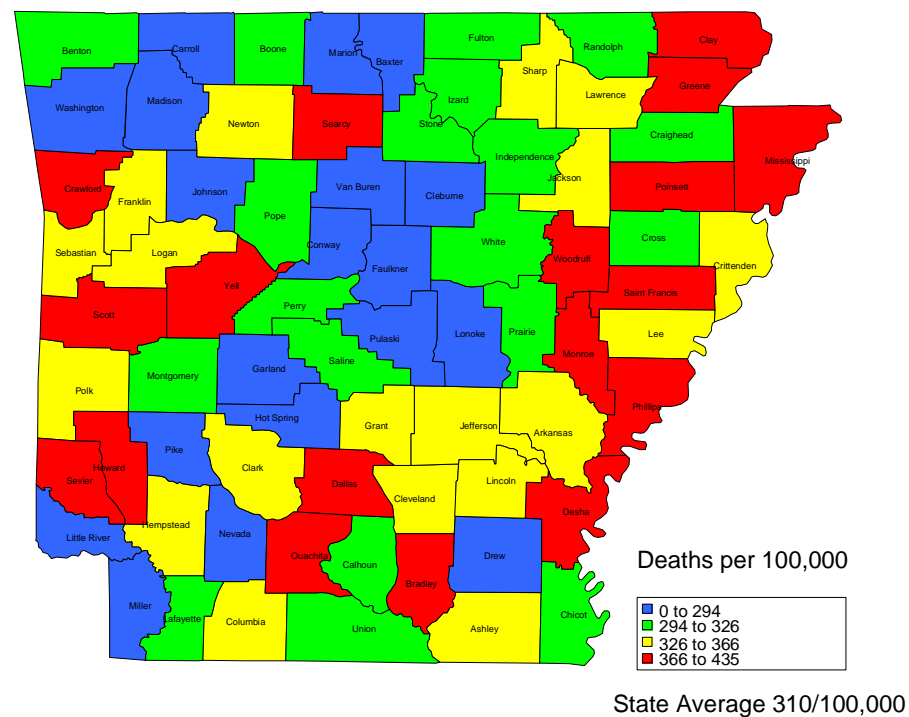 Benton
Carroll
Boone
Marion
Baxter
Fulton
Randolph
Clay
Sharp
Greene
Washington
Madison
Izard
Lawrence
Newton
Searcy
Stone
Craighead
Mississippi
Independence
Jackson
Crawford
Franklin
Johnson
Van Buren
Cleburne
Poinsett
Pope
Sebastian
Logan
Conway
White
Cross
Woodruff
Crittenden
Faulkner
Yell
Saint Francis
Scott
Perry
Pulaski
Lonoke
Prairie
Lee
Monroe
Saline
Garland
Montgomery
Polk
Phillips
Hot Spring
Grant
Jefferson
Arkansas
Pike
Howard
Clark
Sevier
Dallas
Lincoln
Cleveland
Desha
Hempstead
Nevada
Little River
Ouachita
Drew
Calhoun
Bradley
Miller
Lafayette
Columbia
Union
Ashley
Chicot
Deaths per 100,000
0 to 294
294 to 326
326 to 366
366 to 435
State Average 310/100,000